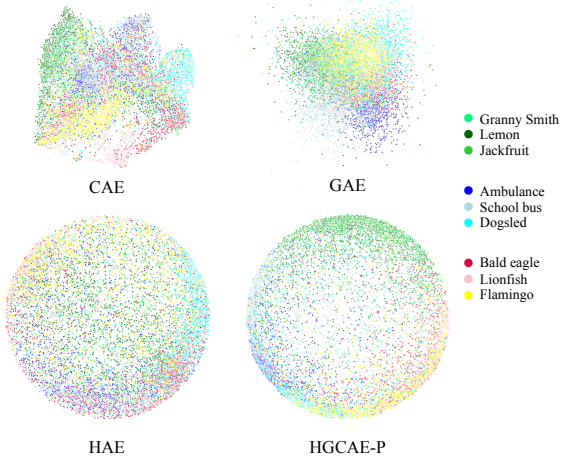 CAE
GAE
Granny Smith
Lemon
Jackfruit
Ambulance
School bus
Dogsled
Bald eagle
Lionfish
Flamingo
HAE
HGCAE-P